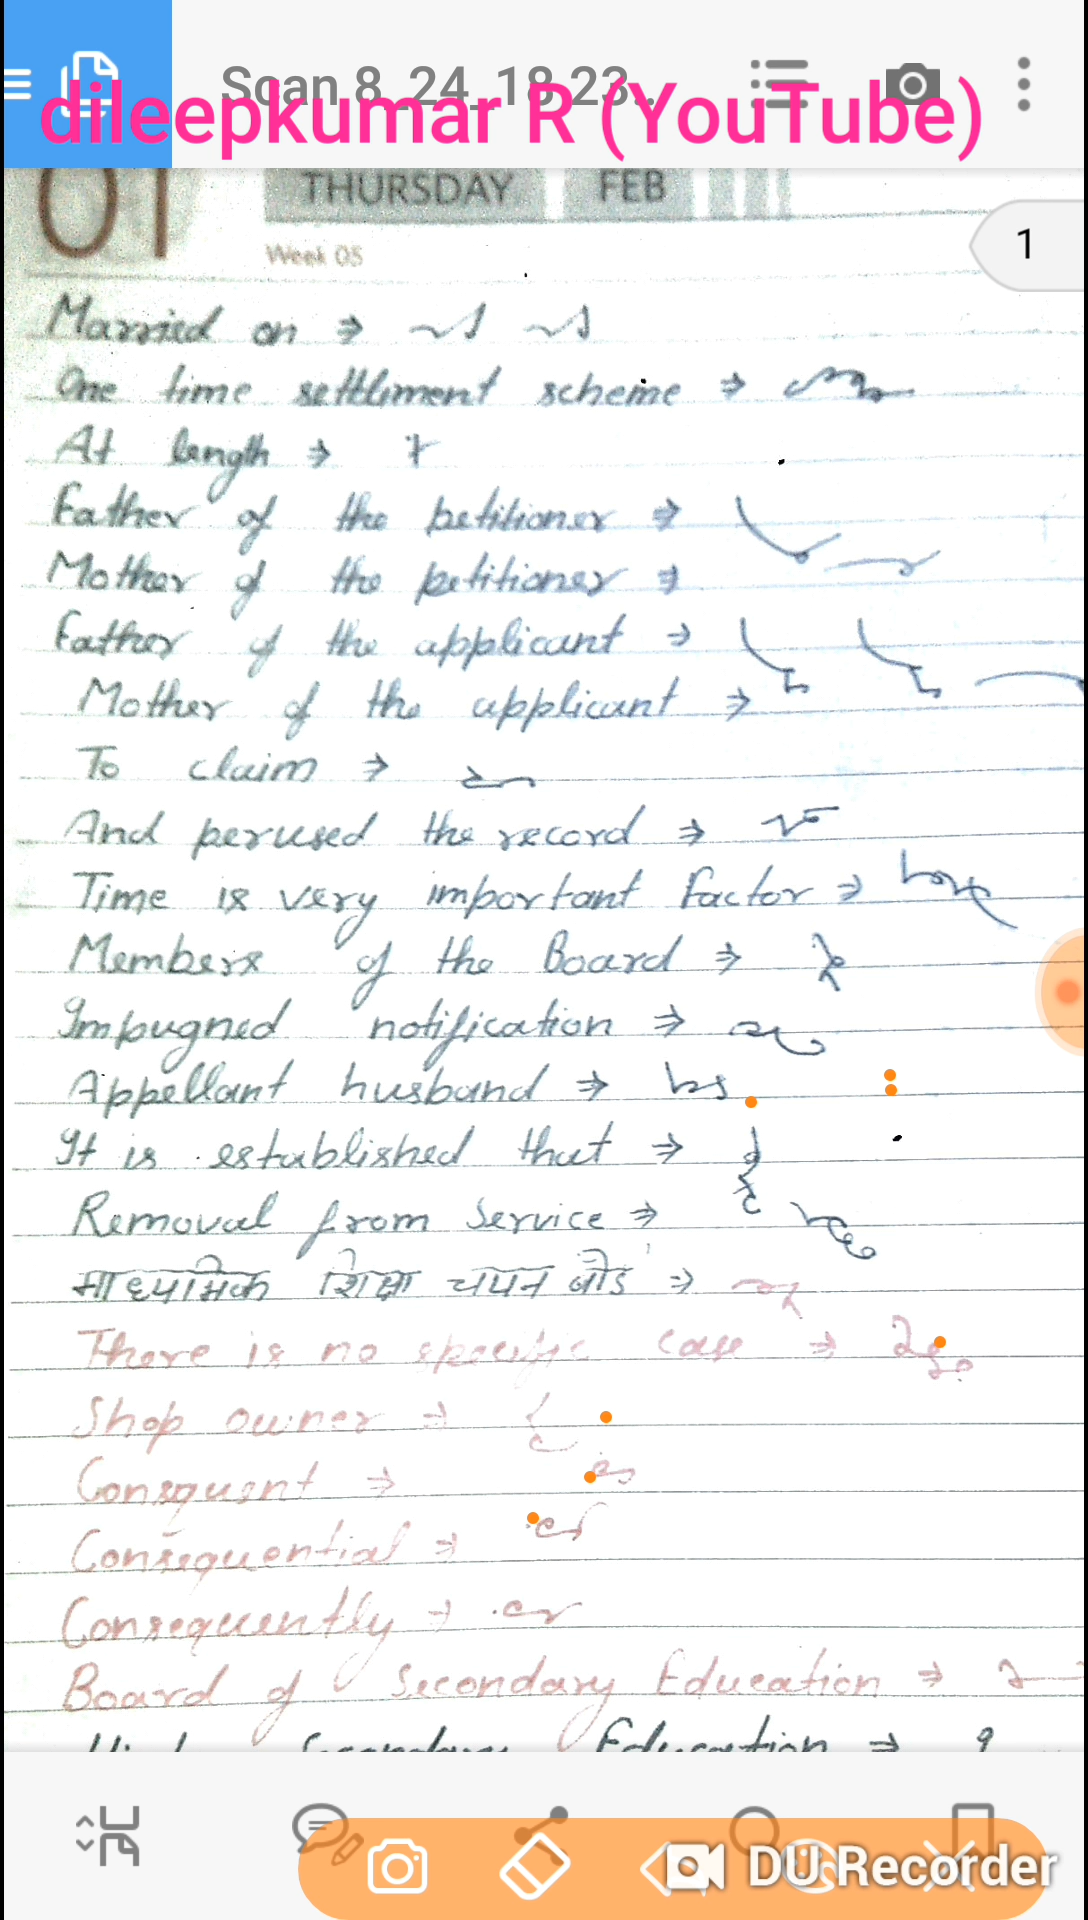 Scan 8, 24, 18 23..
dileepkumar R (YouTube)
01 THURSDAY FEB
Week 05
1
Married on ⇒
One time settliment scheme ⇒
At length ⇒
Father of the petitioner ⇒
Mother of the petitioner ⇒
Father of the applicant ⇒
Mother of the applicant ⇒
To claim ⇒
And perused the record ⇒
Time is very important factor ⇒
Members of the Board ⇒
Impugned notification ⇒
Appellant husband ⇒
It is established that ⇒
Removal from Service ⇒
माध्यमिक शिक्षा चयन बोर्ड ⇒
There is no specific case ⇒
Shop owner ⇒
Consequent ⇒
Consequential ⇒
Consequently ⇒
Board of Secondary Education ⇒
Secondary Education ⇒
DU Recorder